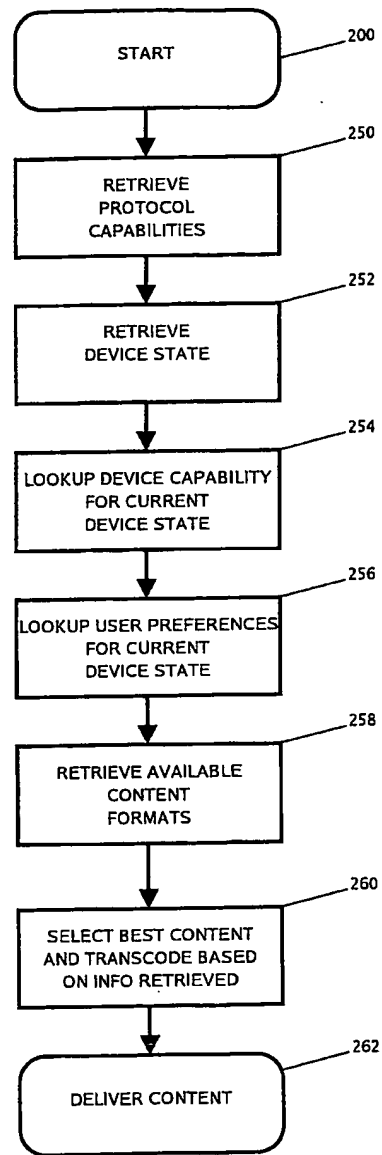 START
200
250
RETRIEVE
PROTOCOL
CAPABILITIES
252
RETRIEVE
DEVICE STATE
254
LOOKUP DEVICE CAPABILITY
FOR CURRENT
DEVICE STATE
256
LOOKUP USER PREFERENCES
FOR CURRENT
DEVICE STATE
258
RETRIEVE AVAILABLE
CONTENT
FORMATS
260
SELECT BEST CONTENT
AND TRANSCODE BASED
ON INFO RETRIEVED
262
DELIVER CONTENT